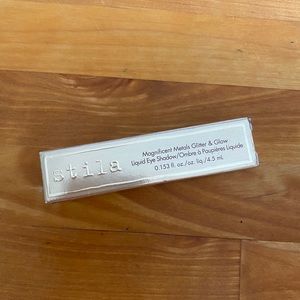 stila
Magnificent Metals Glitter & Glow
Liquid Eye Shadow/Ombre à Paupières Liquide
0.153 fl. oz./oz. liq./4.5 mL